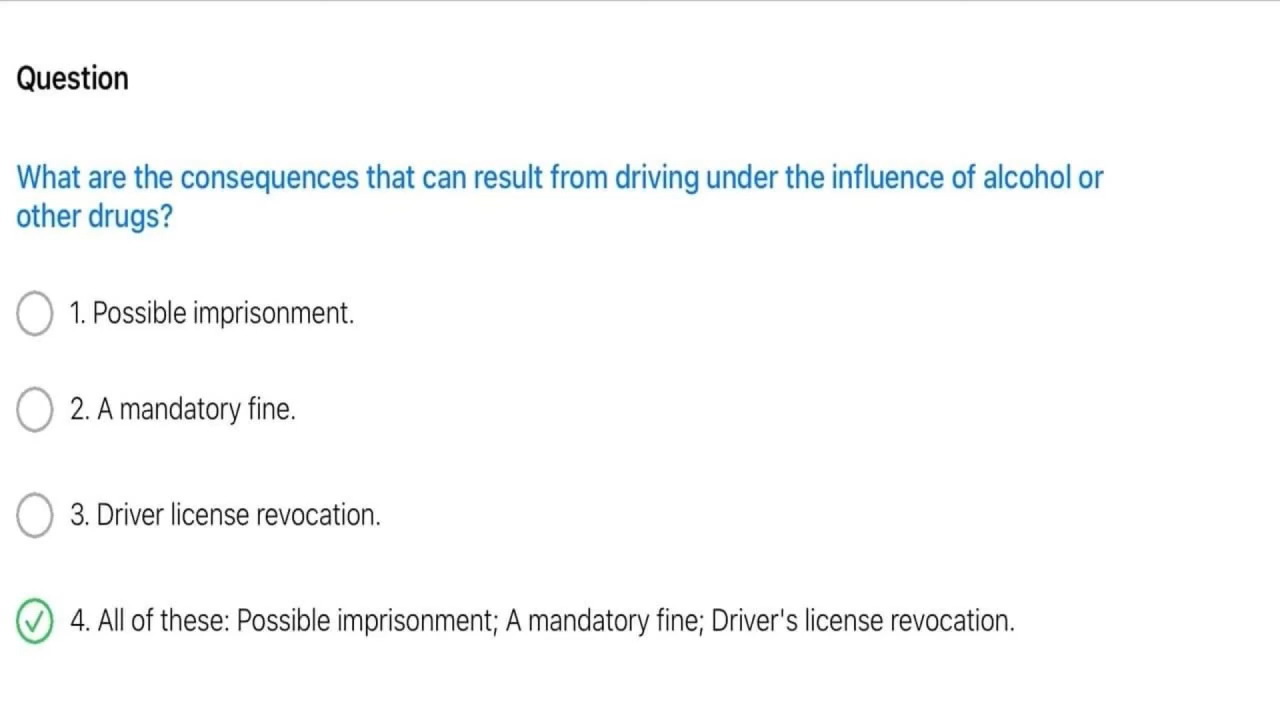 Question
What are the consequences that can result from driving under the influence of alcohol or
other drugs?
1. Possible imprisonment.
2. A mandatory fine.
3. Driver license revocation.
4. All of these: Possible imprisonment; A mandatory fine; Driver's license revocation.